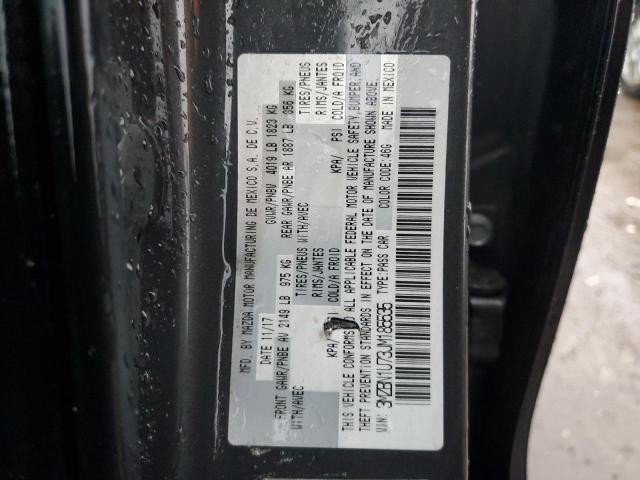 MFD. BY MAZDA MOTOR MANUFACTURING DE MEXICO S.A. DE C.V.
DATE 11/17 GVWR/PNBV 4019 LB 1823 KG
FRONT GAWR/PNBE AV 2149 LB 975 KG REAR GAWR/PNBE AR 1887 LB 856 KG
WITH/AVEC TIRES/PNEUS WITH/AVEC TIRES/PNEUS
RIMS/JANTES RIMS/JANTES
KPA/ PSI COLD/A FROID KPA/ PSI COLD/A FROID
THIS VEHICLE CONFORMS TO ALL APPLICABLE FEDERAL MOTOR VEHICLE SAFETY, BUMPER, AND
THEFT PREVENTION STANDARDS IN EFFECT ON THE DATE OF MANUFACTURE SHOWN ABOVE.
VIN: 3MZBN1U73JM185535 TYPE:PASS CAR COLOR CODE:46G MADE IN MEXICO